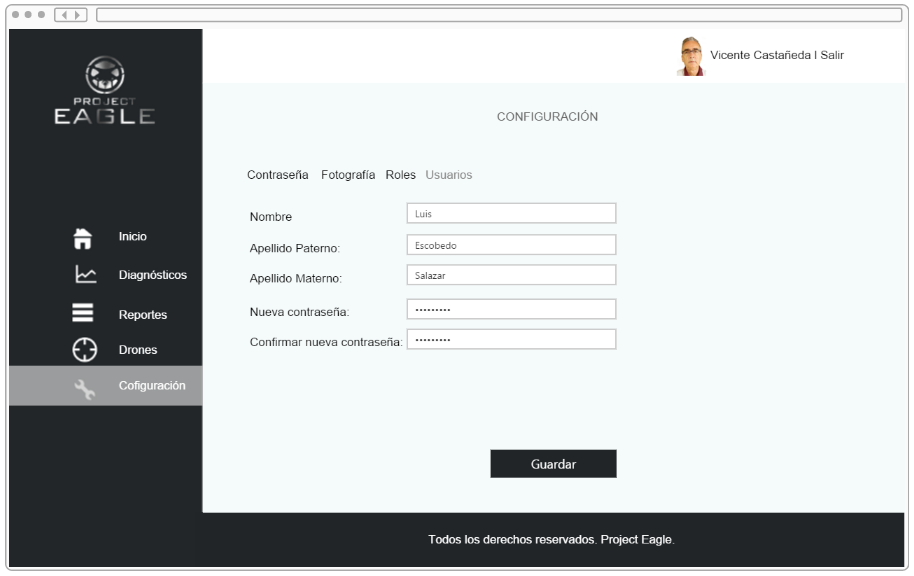 PROJECT
EAGLE
Vicente Castañeda | Salir
CONFIGURACIÓN
Contraseña Fotografía Roles Usuarios
Inicio
Diagnósticos
Reportes
Drones
Cofiguración
Nombre Luis
Apellido Paterno: Escobedo
Apellido Materno: Salazar
Nueva contraseña: •••••••••
Confirmar nueva contraseña: •••••••••
Guardar
Todos los derechos reservados. Project Eagle.